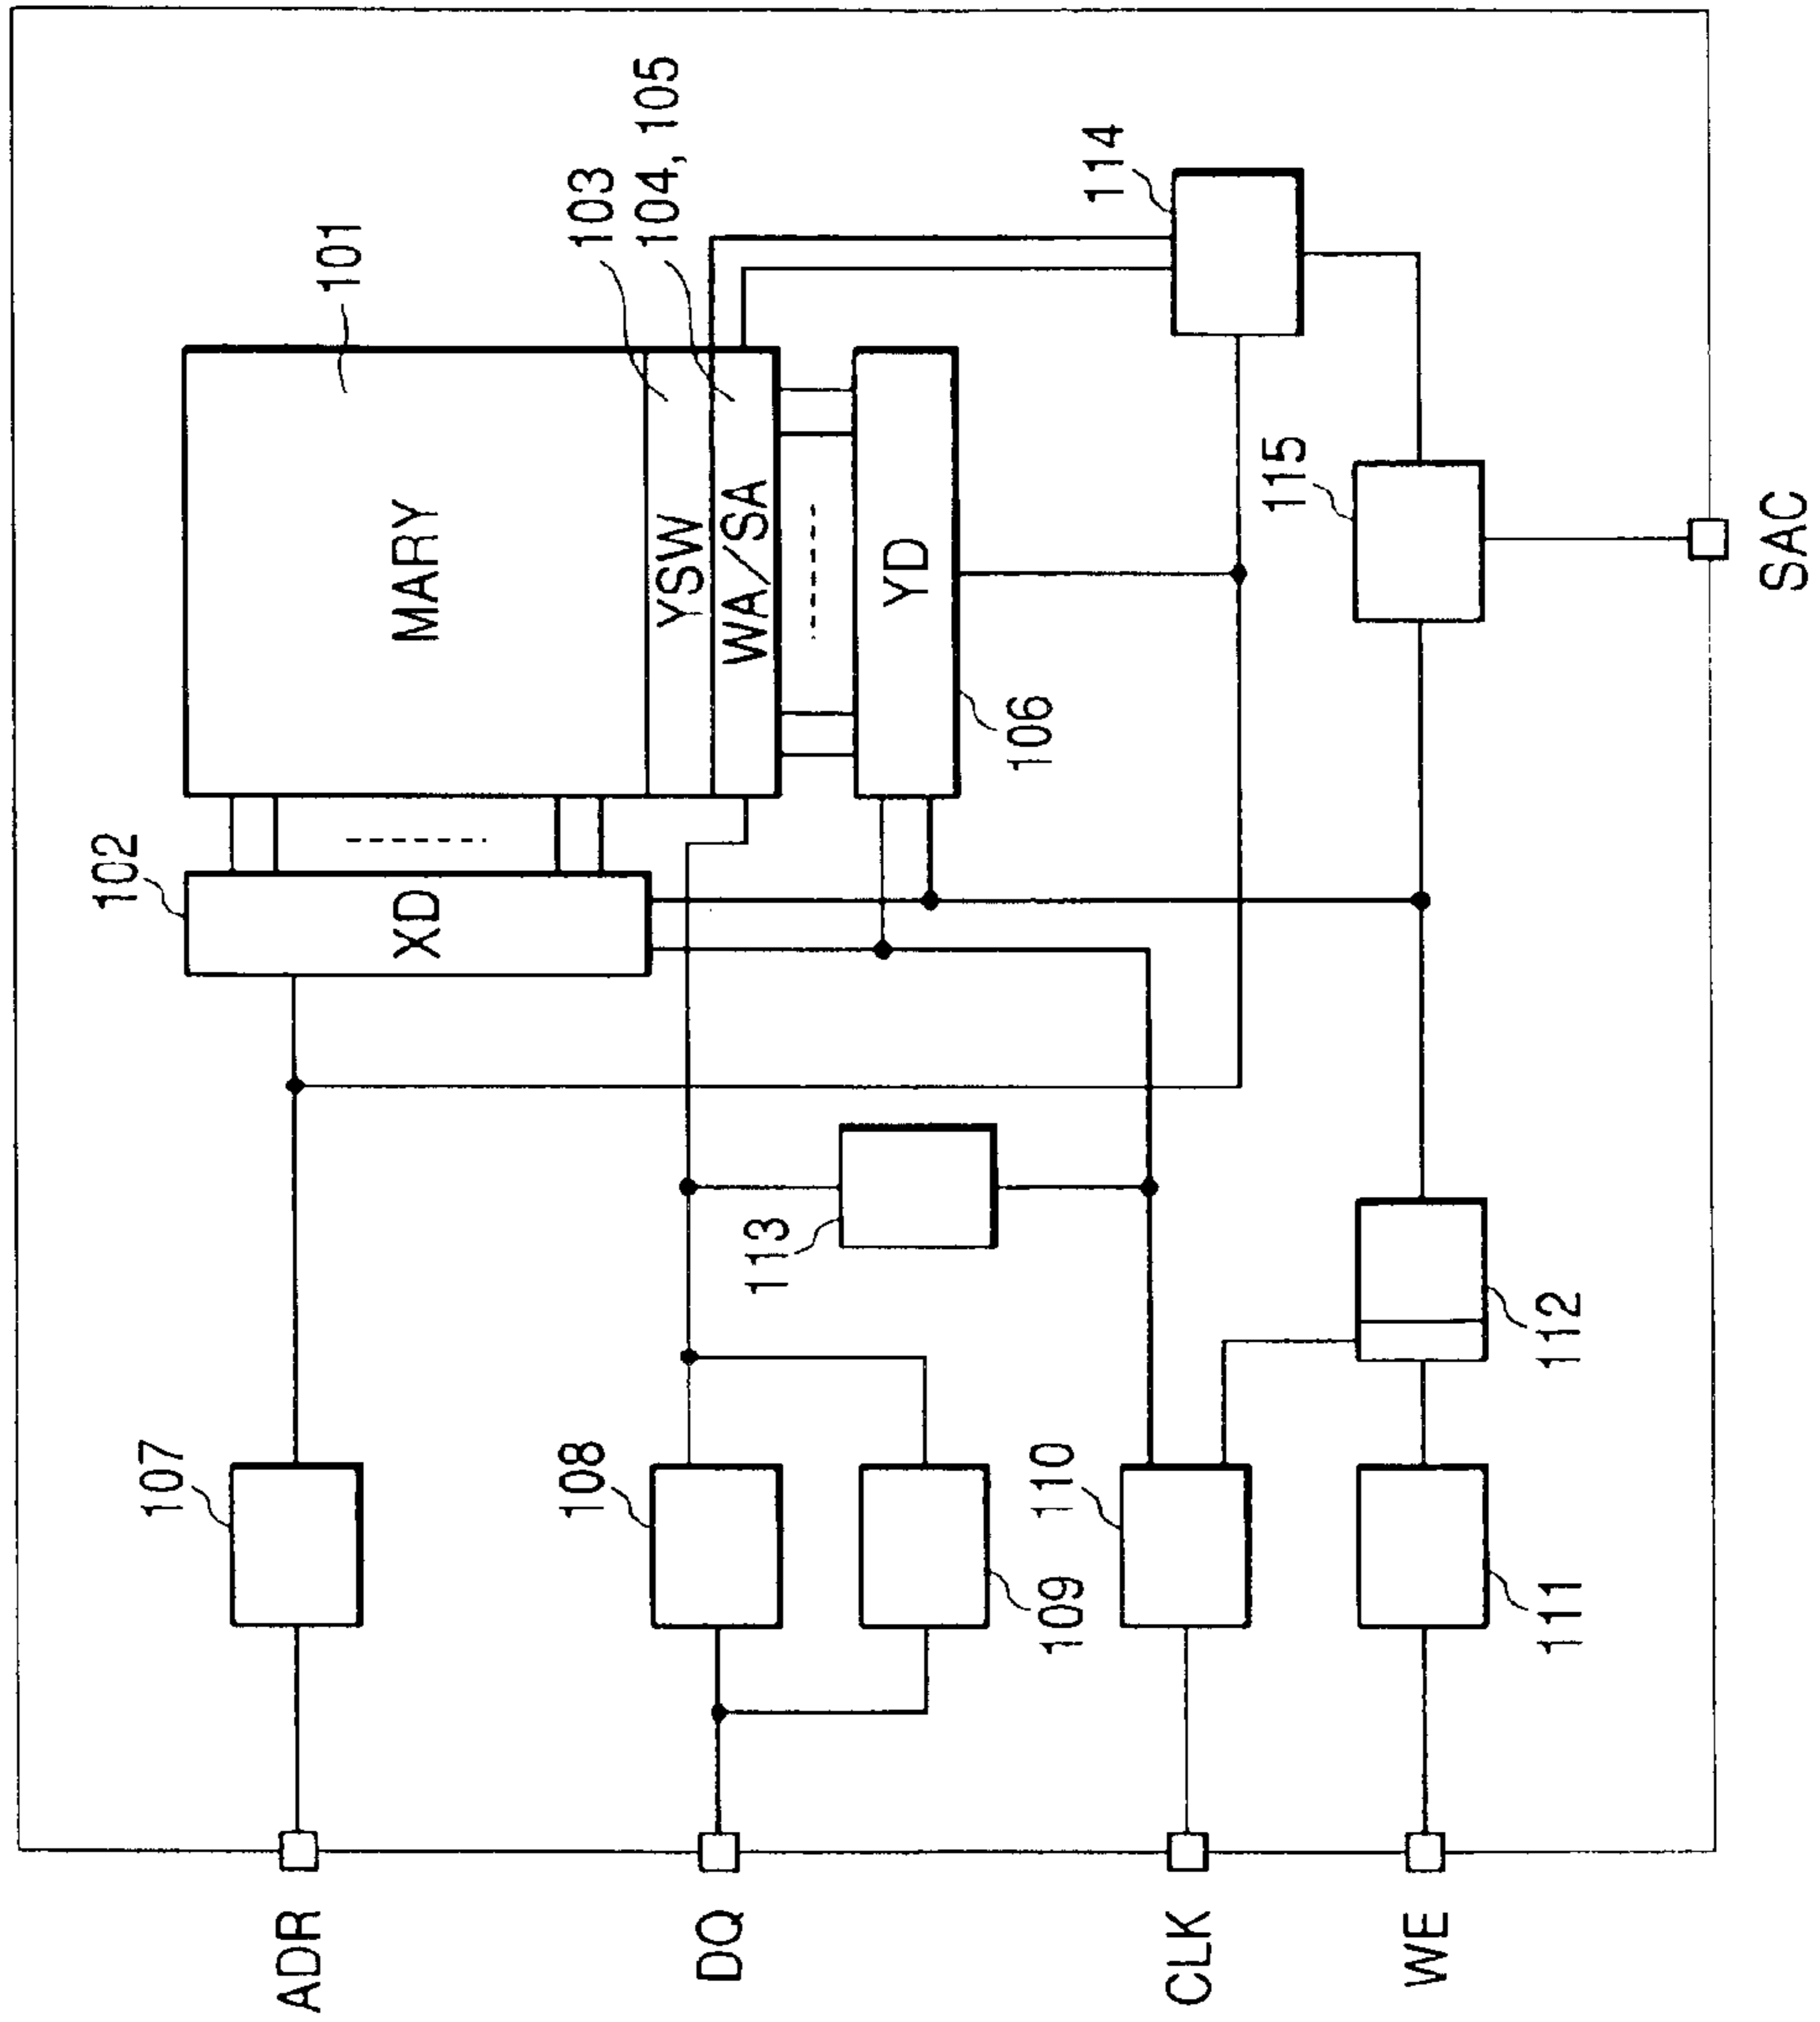 101
103
104, 105
102
MARY
YSW
WA/SA
XD
YD
106
114
115
107
108
109
110
111
112
113
ADR
DQ
CLK
WE
SAC